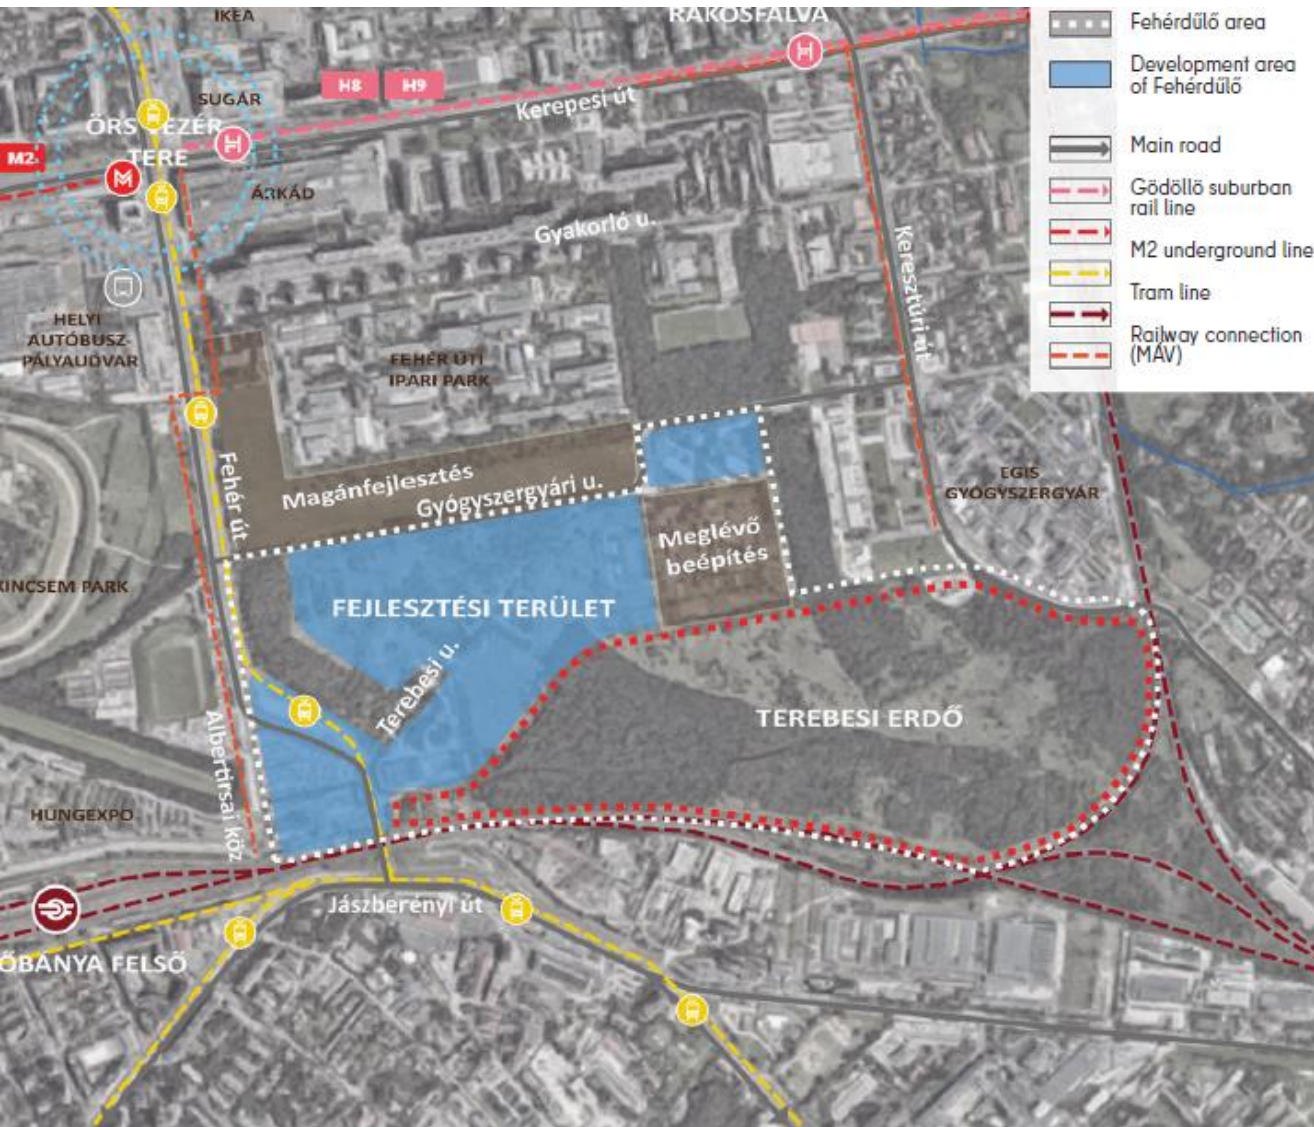 IKEA
RÁKOSFALVA
SUGÁR
H8
H9
Kerepesi út
ÖRS VEZÉR
TERE
M2
ÁRKÁD
Gyakorló u.
Keresztúri út
HELYI
AUTÓBUSZ-
PÁLYAUDVAR
FEHÉR ÚTI
IPARI PARK
Fehér út
Magánfejlesztés
Gyógyszergyári u.
EGIS
GYÓGYSZERGYÁR
Meglévő
beépítés
KINCSEM PARK
FEJLESZTÉSI TERÜLET
Terebesi u.
TEREBESI ERDŐ
Albertirsai köz
HUNGEXPO
Jászberényi út
ŐBÁNYA FELSŐ
Fehérdűlő area
Development area
of Fehérdűlő
Main road
Gödöllő suburban
rail line
M2 underground line
Tram line
Railway connection
(MÁV)